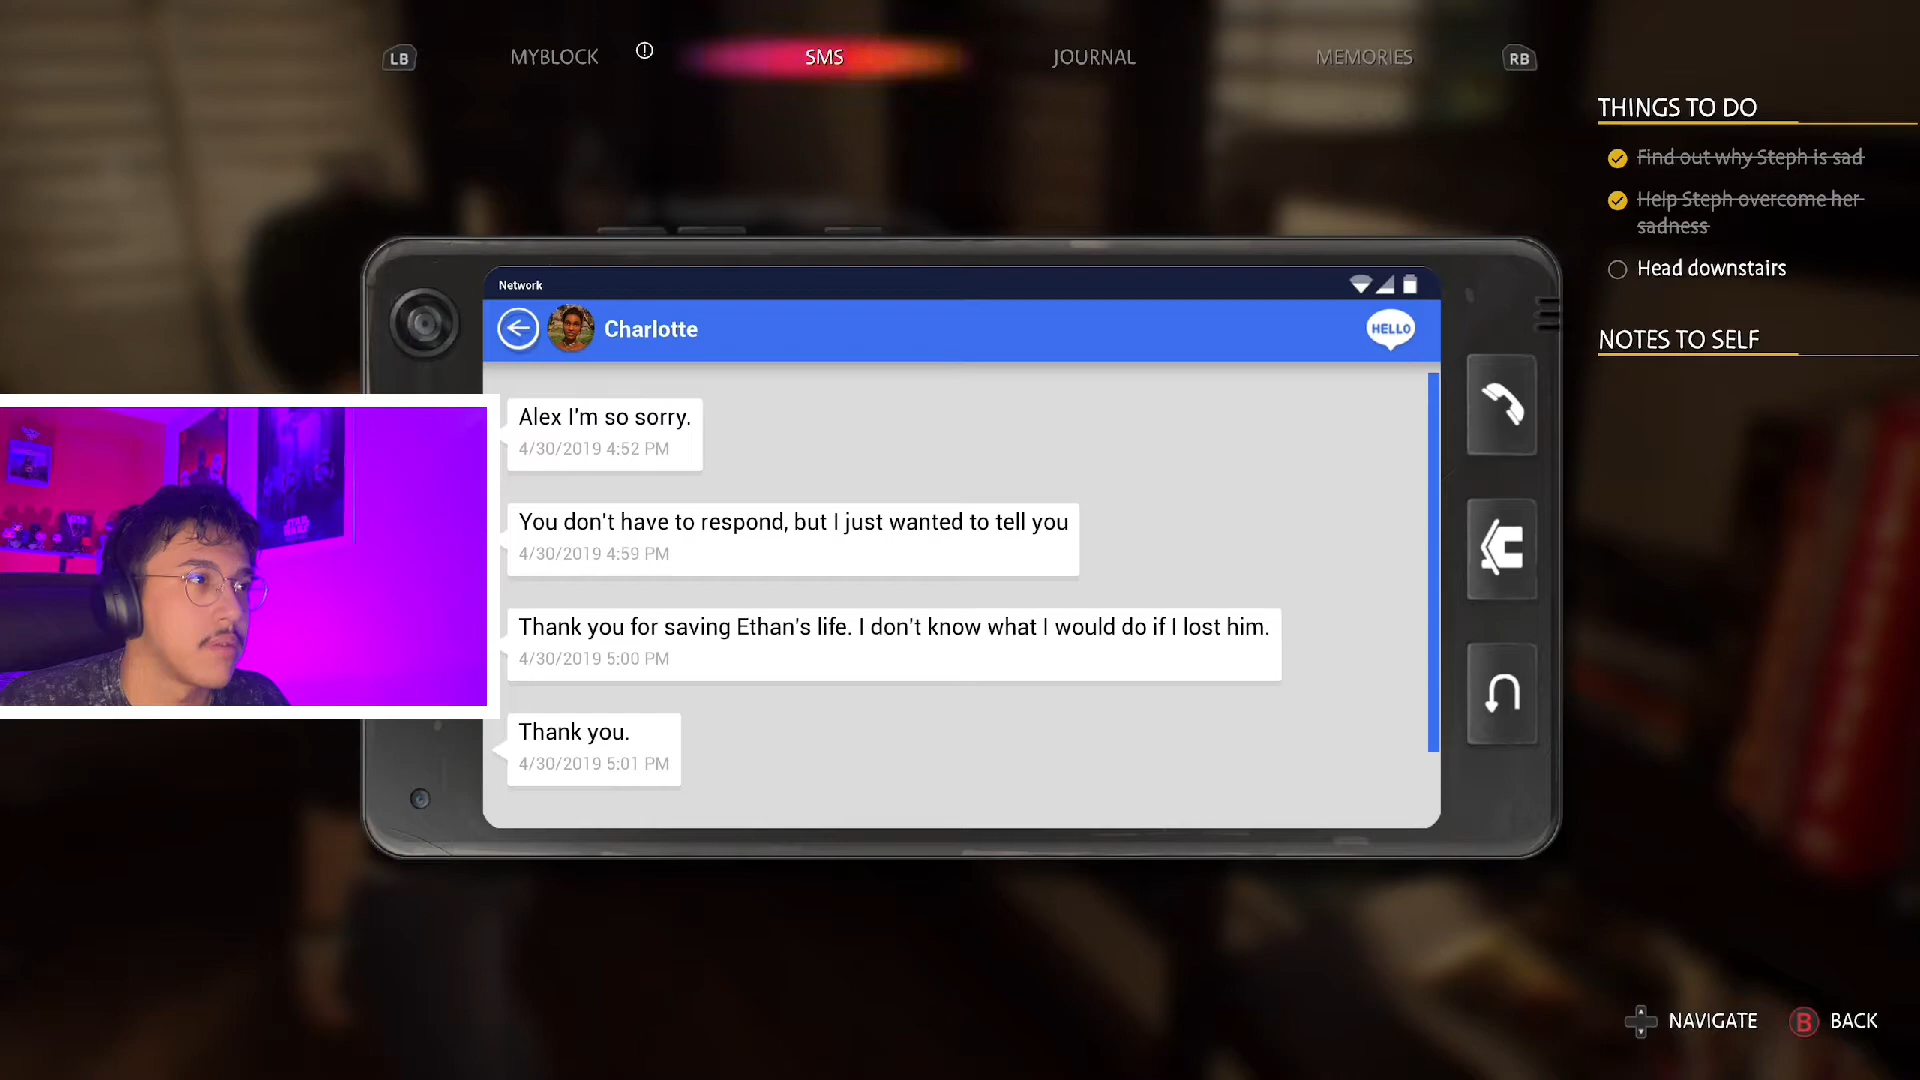 LB
MYBLOCK
SMS
JOURNAL
MEMORIES
RB
THINGS TO DO
Find out why Steph is sad
Help Steph overcome her
sadness
Head downstairs
NOTES TO SELF
Network
Charlotte
HELLO
Alex I'm so sorry.
4/30/2019 4:52 PM
You don't have to respond, but I just wanted to tell you
4/30/2019 4:59 PM
Thank you for saving Ethan's life. I don't know what I would do if I lost him.
4/30/2019 5:00 PM
Thank you.
4/30/2019 5:01 PM
STAR
WARS
NAVIGATE
B BACK